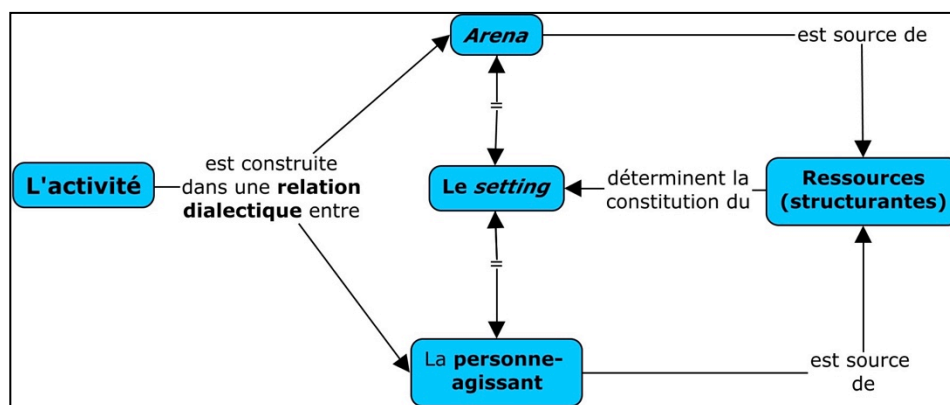 Arena
est source de
=
L'activité
est construite
dans une relation
dialectique entre
Le setting
déterminent la
constitution du
Ressources
(structurantes)
=
La personne-
agissant
est source
de